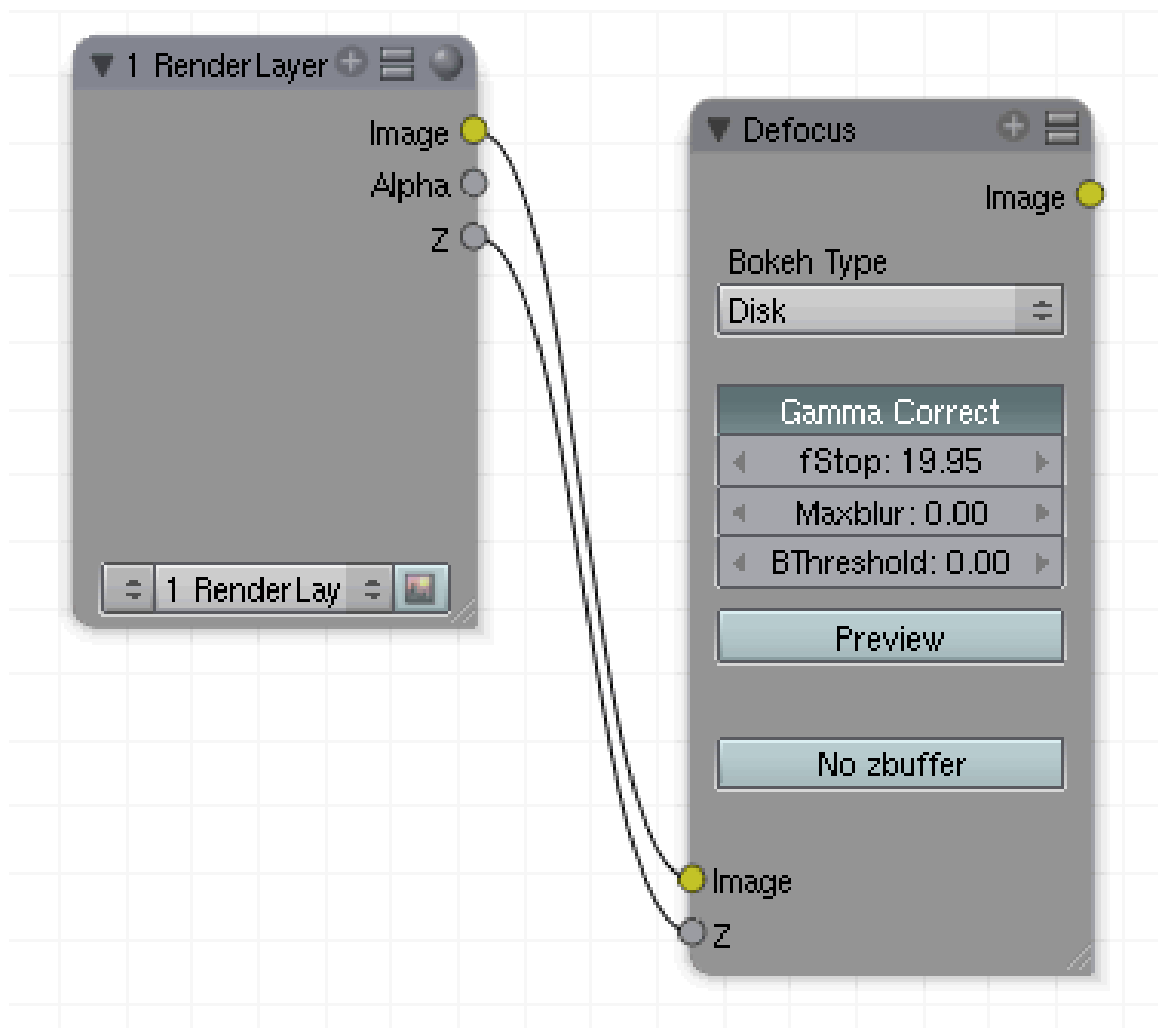 1 RenderLayer
Image
Alpha
Z
1 RenderLay
Defocus
Image
Bokeh Type
Disk
Gamma Correct
fStop: 19.95
Maxblur: 0.00
BThreshold: 0.00
Preview
No zbuffer
Image
Z